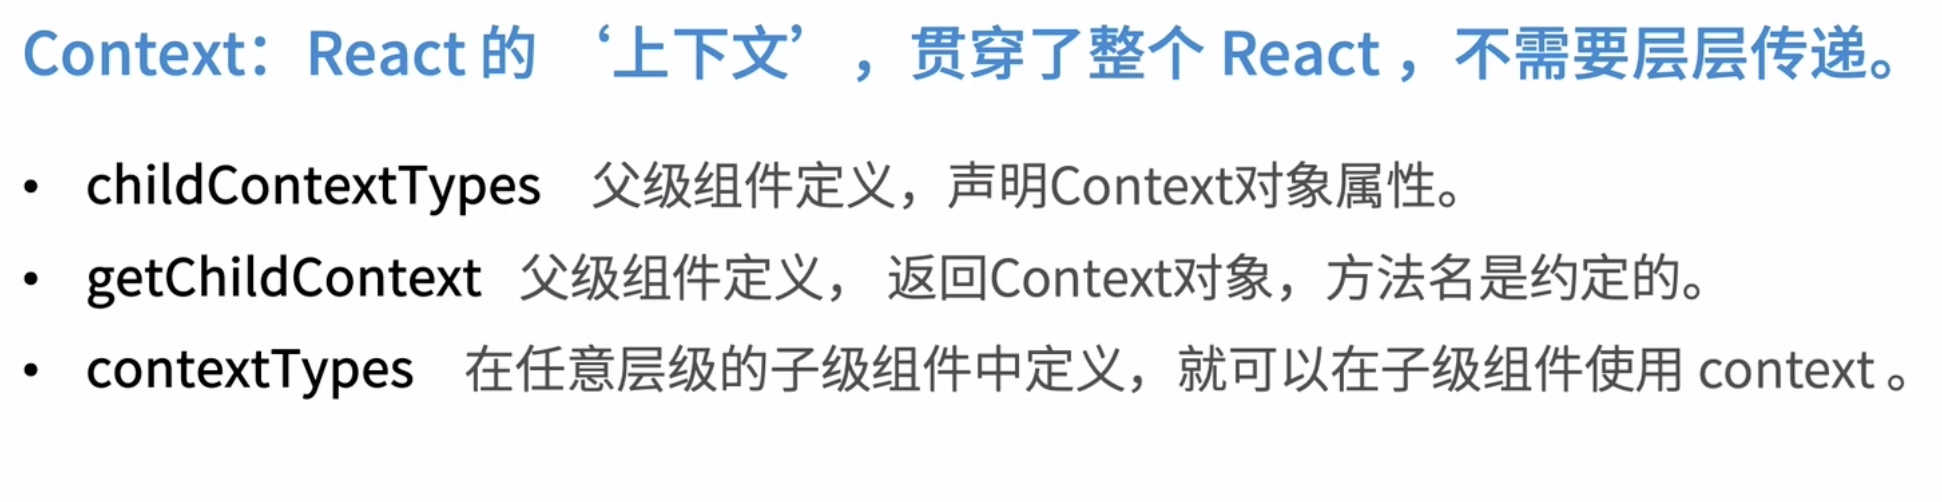 Context：React 的 ‘上下文’ ，贯穿了整个 React ，不需要层层传递。
• childContextTypes 父级组件定义，声明Context对象属性。
• getChildContext 父级组件定义， 返回Context对象，方法名是约定的。
• contextTypes 在任意层级的子级组件中定义，就可以在子级组件使用 context 。